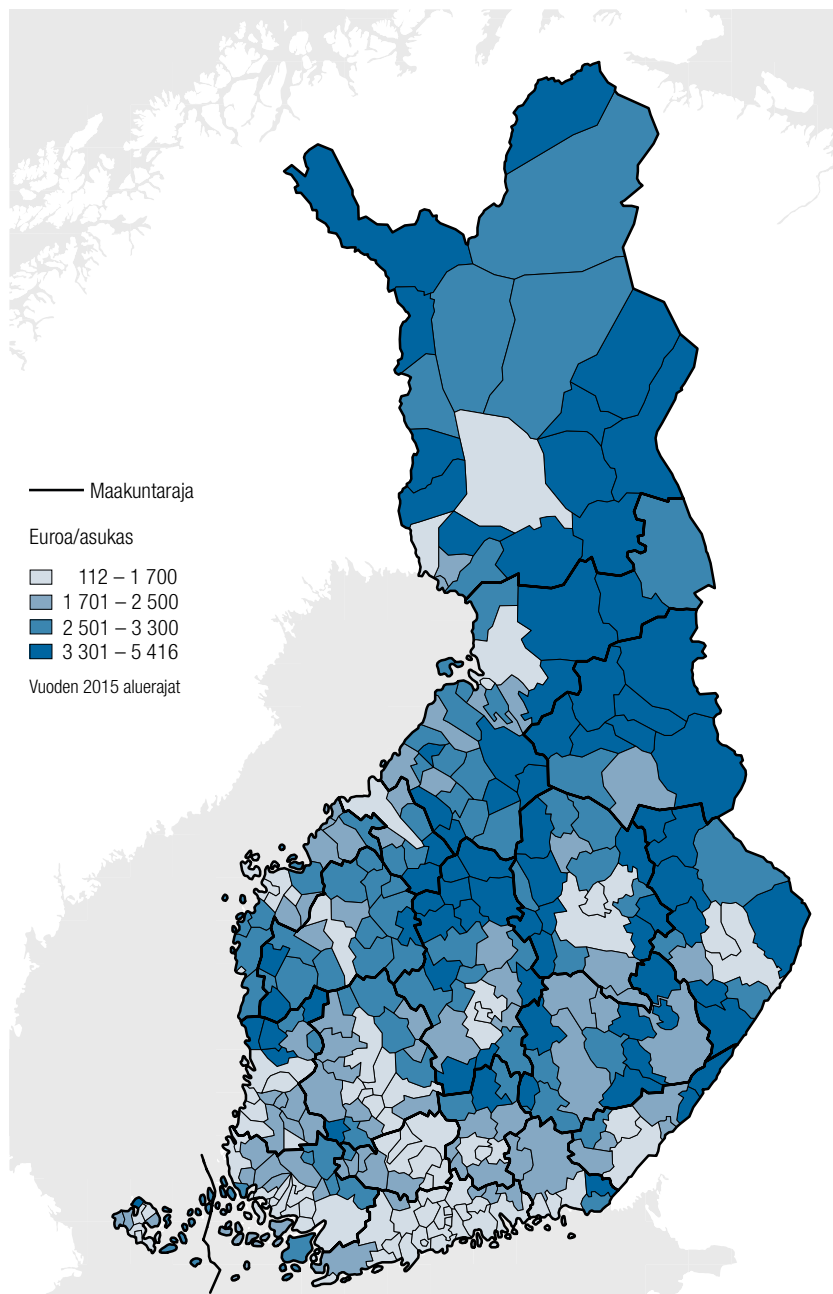 Maakuntaraja
Euroa/asukas
112 – 1 700
1 701 – 2 500
2 501 – 3 300
3 301 – 5 416
Vuoden 2015 aluerajat